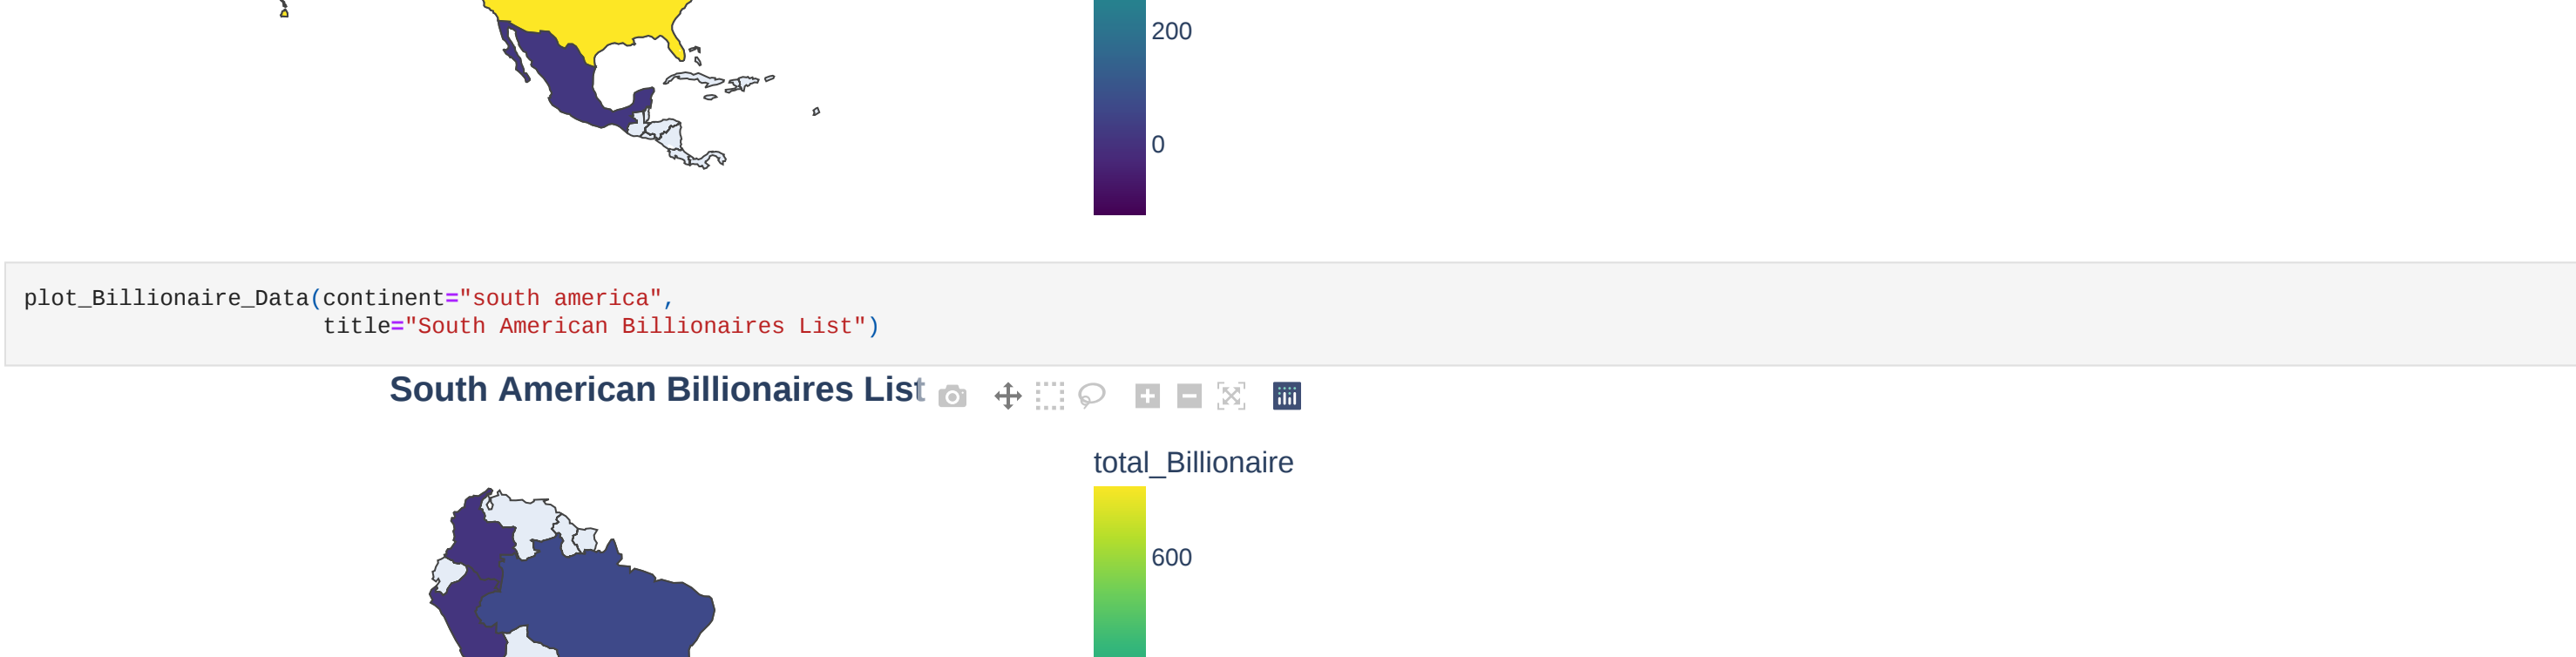 200
0
plot_Billionaire_Data(continent="south america",
title="South American Billionaires List")
South American Billionaires List
total_Billionaire
600